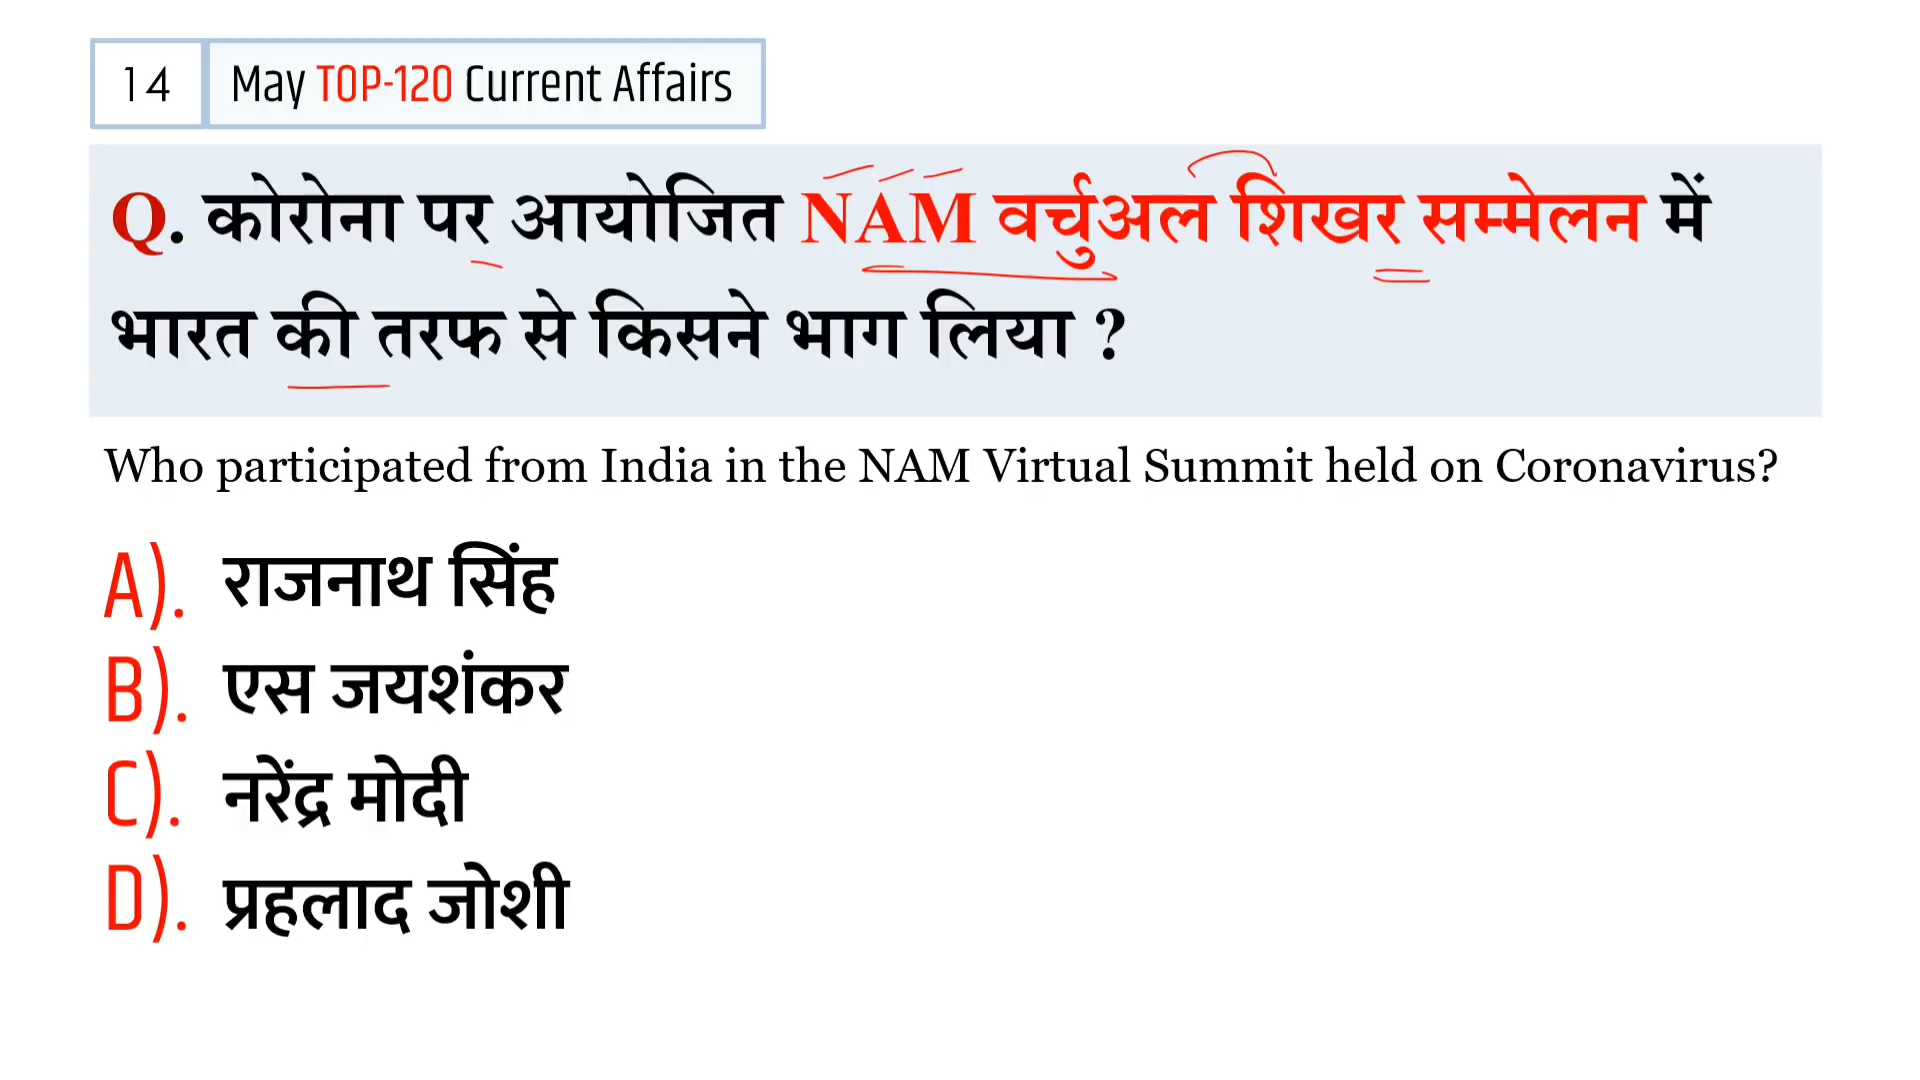 14 May TOP-120 Current Affairs
Q. कोरोना पर आयोजित NAM वर्चुअल शिखर सम्मेलन में
भारत की तरफ से किसने भाग लिया ?
Who participated from India in the NAM Virtual Summit held on Coronavirus?
A). राजनाथ सिंह
B). एस जयशंकर
C). नरेंद्र मोदी
D). प्रहलाद जोशी